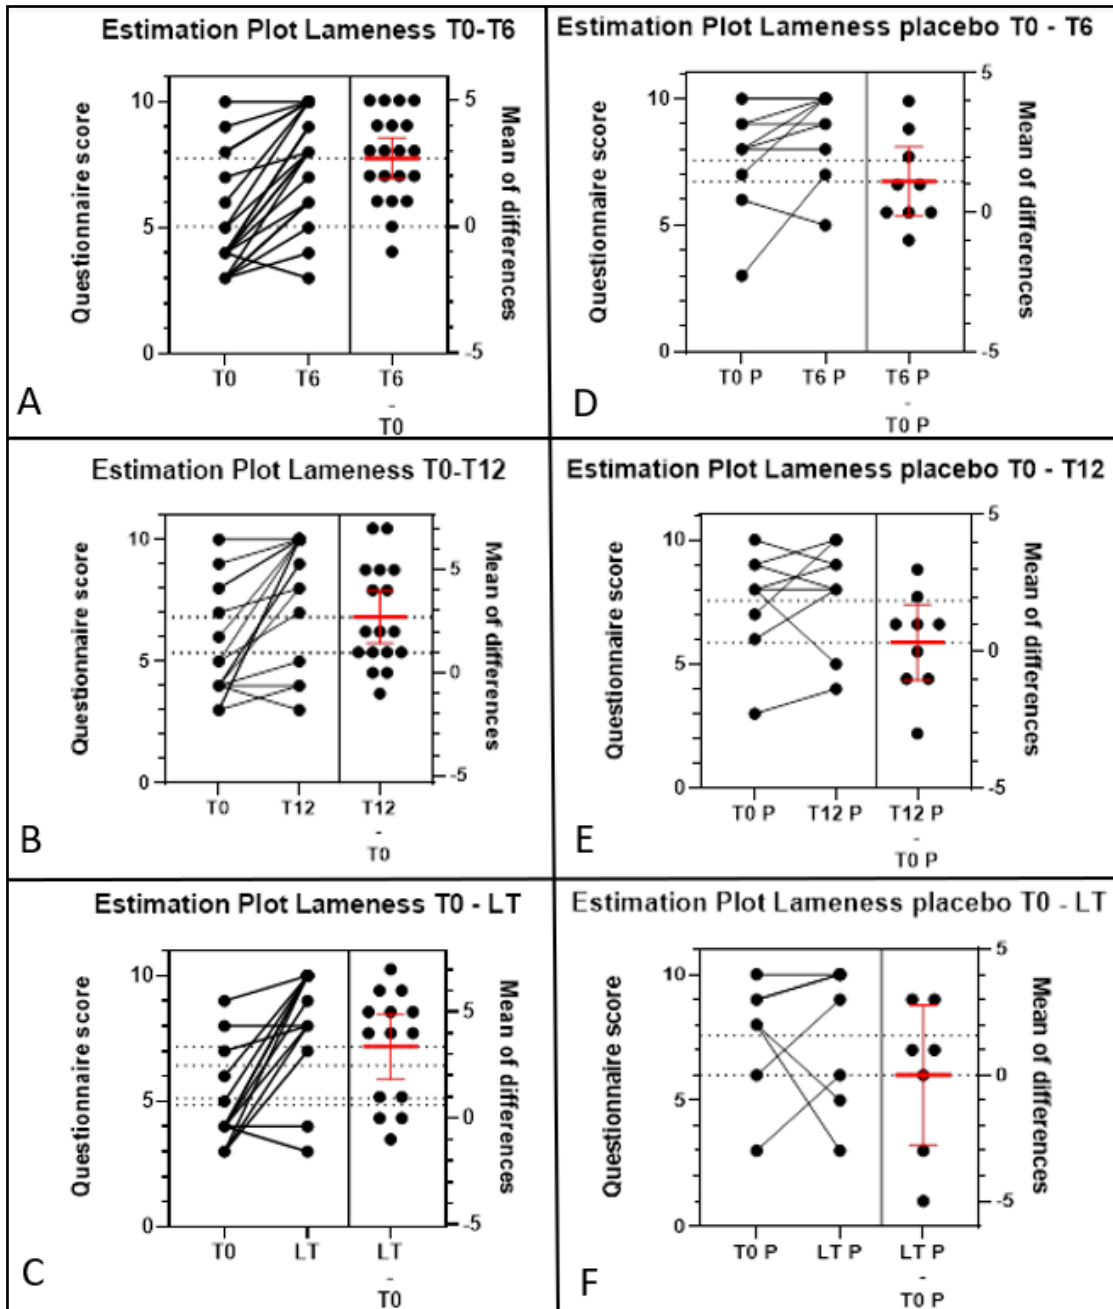 Estimation Plot Lameness T0-T6
Questionnaire score
10
5
0
T0
T6
T6
-
T0
5
0
-5
Mean of differences
A
Estimation Plot Lameness placebo T0 - T6
Questionnaire score
10
5
0
T0 P
T6 P
T6 P
-
T0 P
5
0
-5
Mean of differences
D
Estimation Plot Lameness T0-T12
Questionnaire score
10
5
0
T0
T12
T12
-
T0
5
0
-5
Mean of differences
B
Estimation Plot Lameness placebo T0 - T12
Questionnaire score
10
5
0
T0 P
T12 P
T12 P
-
T0 P
5
0
-5
Mean of differences
E
Estimation Plot Lameness T0 - LT
Questionnaire score
10
5
0
T0
LT
LT
-
T0
5
0
-5
Mean of differences
C
Estimation Plot Lameness placebo T0 - LT
Questionnaire score
10
5
0
T0 P
LT P
LT P
-
T0 P
5
0
-5
Mean of differences
F